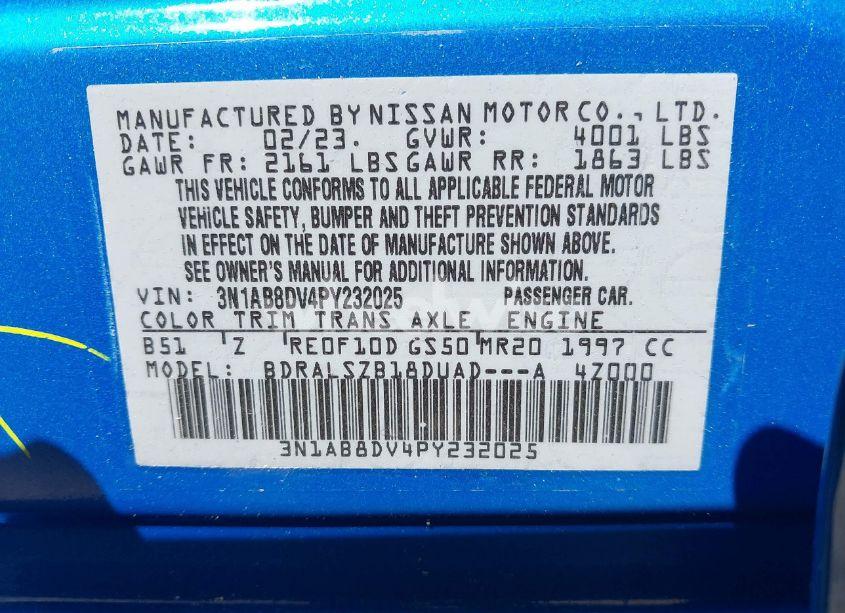 MANUFACTURED BY NISSAN MOTOR CO., LTD.
DATE: 02/23. GVWR: 4001 LBS
GAWR FR: 2161 LBS GAWR RR: 1863 LBS
THIS VEHICLE CONFORMS TO ALL APPLICABLE FEDERAL MOTOR
VEHICLE SAFETY, BUMPER AND THEFT PREVENTION STANDARDS
IN EFFECT ON THE DATE OF MANUFACTURE SHOWN ABOVE.
SEE OWNER'S MANUAL FOR ADDITIONAL INFORMATION.
VIN: 3N1AB8DV4PY232025 PASSENGER CAR.
COLOR TRIM TRANS AXLE ENGINE
B51 Z RE0F10D GS50 MR20 1997 CC
MODEL: BDRALSZB18DUAD---A 4Z000
3N1AB8DV4PY232025